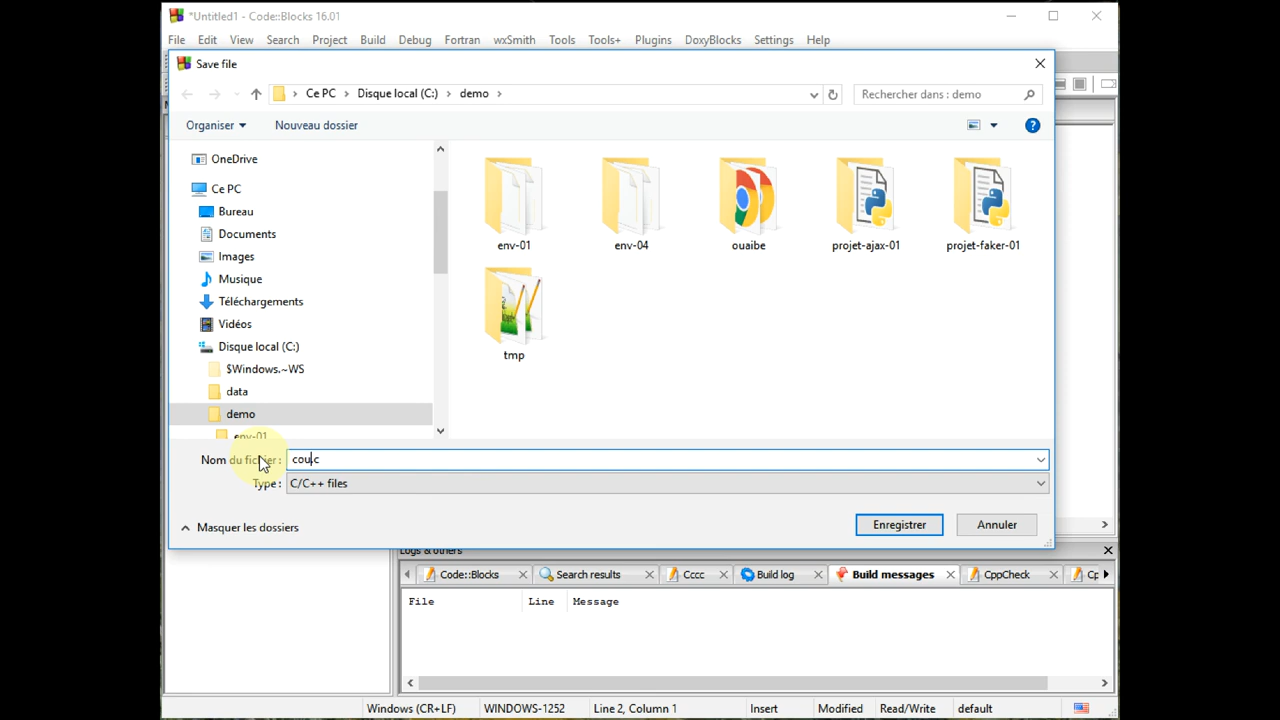 *Untitled1 - Code::Blocks 16.01
File Edit View Search Project Build Debug Fortran wxSmith Tools Tools+ Plugins DoxyBlocks Settings Help
Save file
Ce PC Disque local (C:) demo
Rechercher dans : demo
Organiser Nouveau dossier
OneDrive
Ce PC
Bureau
Documents
Images
Musique
Téléchargements
Vidéos
Disque local (C:)
$Windows.~WS
data
demo
env-01
env-01 env-04 ouaibe projet-ajax-01 projet-faker-01
tmp
Nom du fichier : cou.c
Type : C/C++ files
Masquer les dossiers
Enregistrer Annuler
Logs & others
Code::Blocks Search results Cccc Build log Build messages CppCheck
File Line Message
Windows (CR+LF) WINDOWS-1252 Line 2, Column 1 Insert Modified Read/Write default